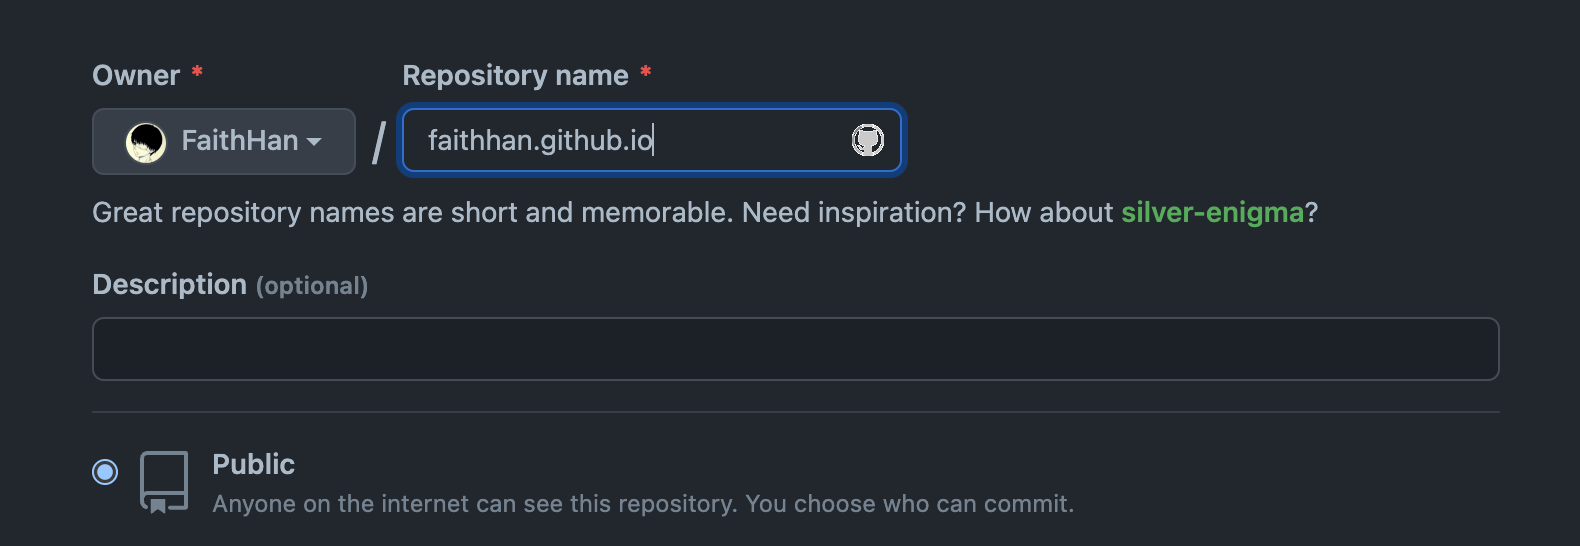 Owner * Repository name *
FaithHan / faithhan.github.io
Great repository names are short and memorable. Need inspiration? How about silver-enigma?
Description (optional)
Public
Anyone on the internet can see this repository. You choose who can commit.